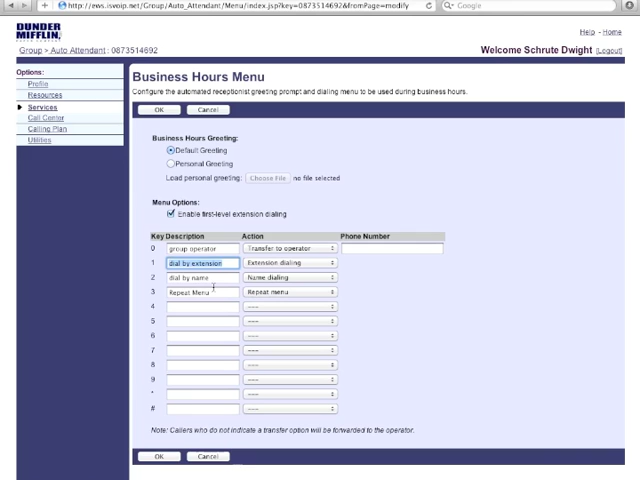 http://ews.isvoip.net/Group/Auto_Attendant/Menu/index.jsp?key=0873514692&fromPage=modify
Google
DUNDER
MIFFLIN,
Help - Home
Group > Auto Attendant : 0873514692
Welcome Schrute Dwight [Logout]
Options:
Profile
Resources
Services
Call Center
Calling Plan
Utilities
Business Hours Menu
Configure the automated receptionist greeting prompt and dialing menu to be used during business hours.
OK Cancel
Business Hours Greeting:
Default Greeting
Personal Greeting
Load personal greeting: Choose File no file selected
Menu Options:
Enable first-level extension dialing
Key Description Action Phone Number
0 group operator Transfer to operator
1 dial by extension Extension dialing
2 dial by name Name dialing
3 Repeat Menu Repeat menu
4 ---
5 ---
6 ---
7 ---
8 ---
9 ---
* ---
# ---
Note: Callers who do not indicate a transfer option will be forwarded to the operator.
OK Cancel